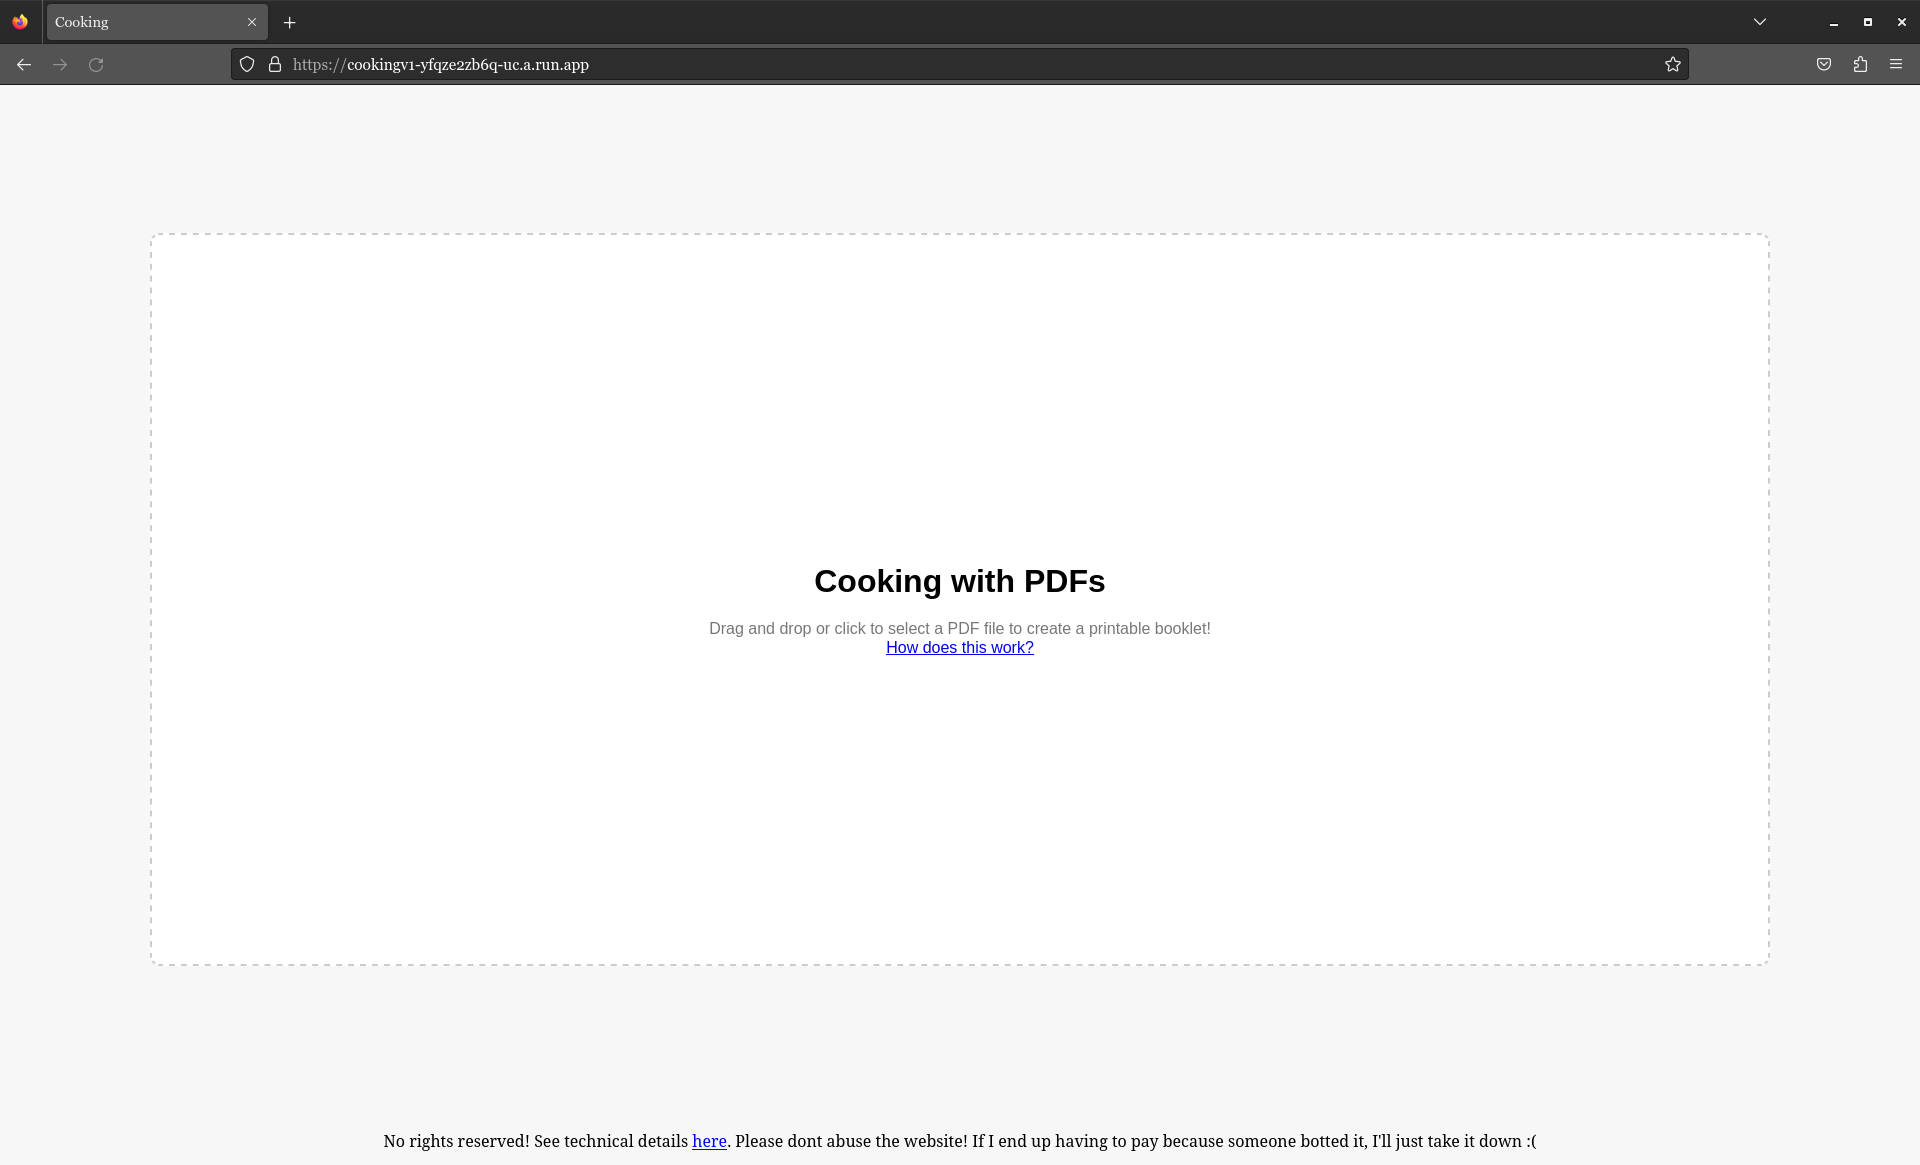 Cooking
https://cookingv1-yfqze2zb6q-uc.a.run.app
Cooking with PDFs
Drag and drop or click to select a PDF file to create a printable booklet!
How does this work?
No rights reserved! See technical details here. Please dont abuse the website! If I end up having to pay because someone botted it, I'll just take it down :(